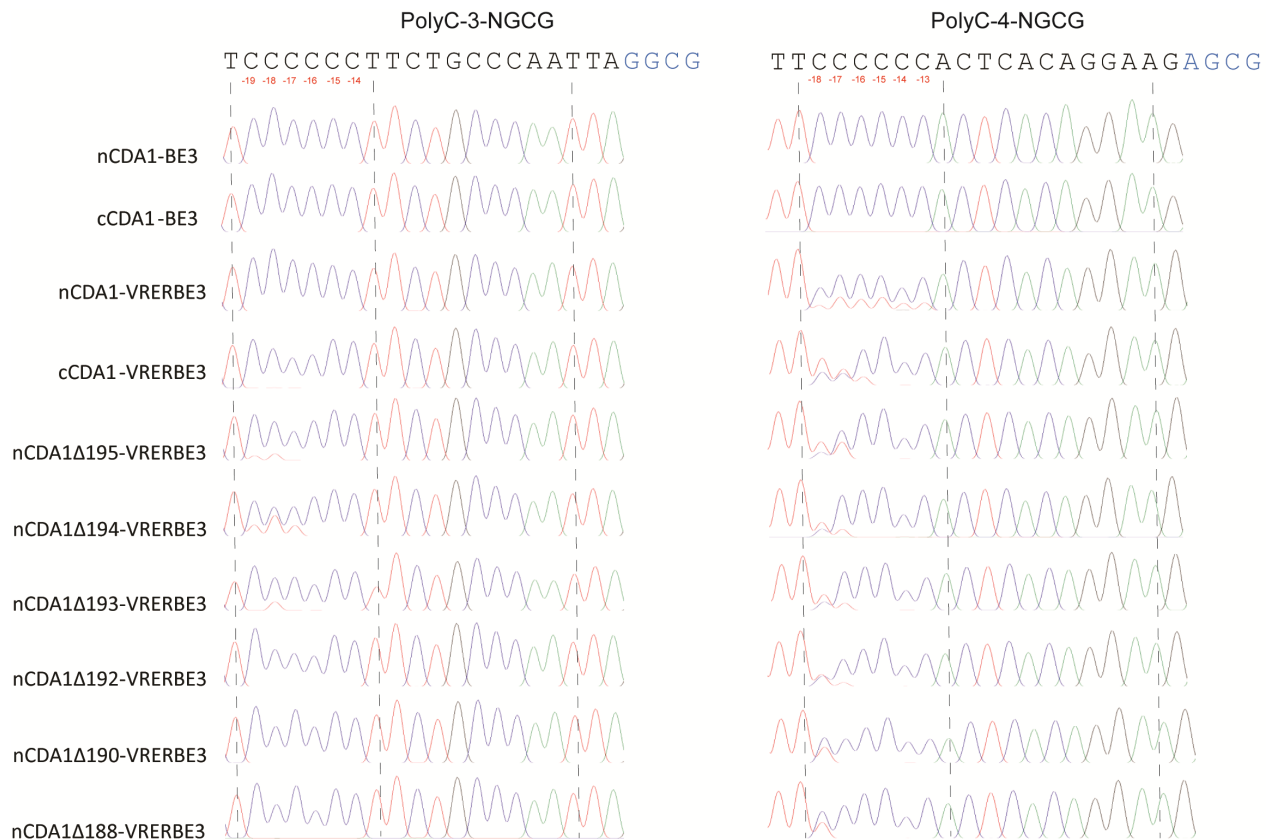 PolyC-3-NGCG PolyC-4-NGCG
TCCCCCCTTCTGCCCAATTAGGCG TTCCCCCCACTCACAGGAAGAGCG
-19 -18 -17 -16 -15 -14 -18 -17 -16 -15 -14 -13
nCDA1-BE3
cCDA1-BE3
nCDA1-VRERBE3
cCDA1-VRERBE3
nCDA1Δ195-VRERBE3
nCDA1Δ194-VRERBE3
nCDA1Δ193-VRERBE3
nCDA1Δ192-VRERBE3
nCDA1Δ190-VRERBE3
nCDA1Δ188-VRERBE3